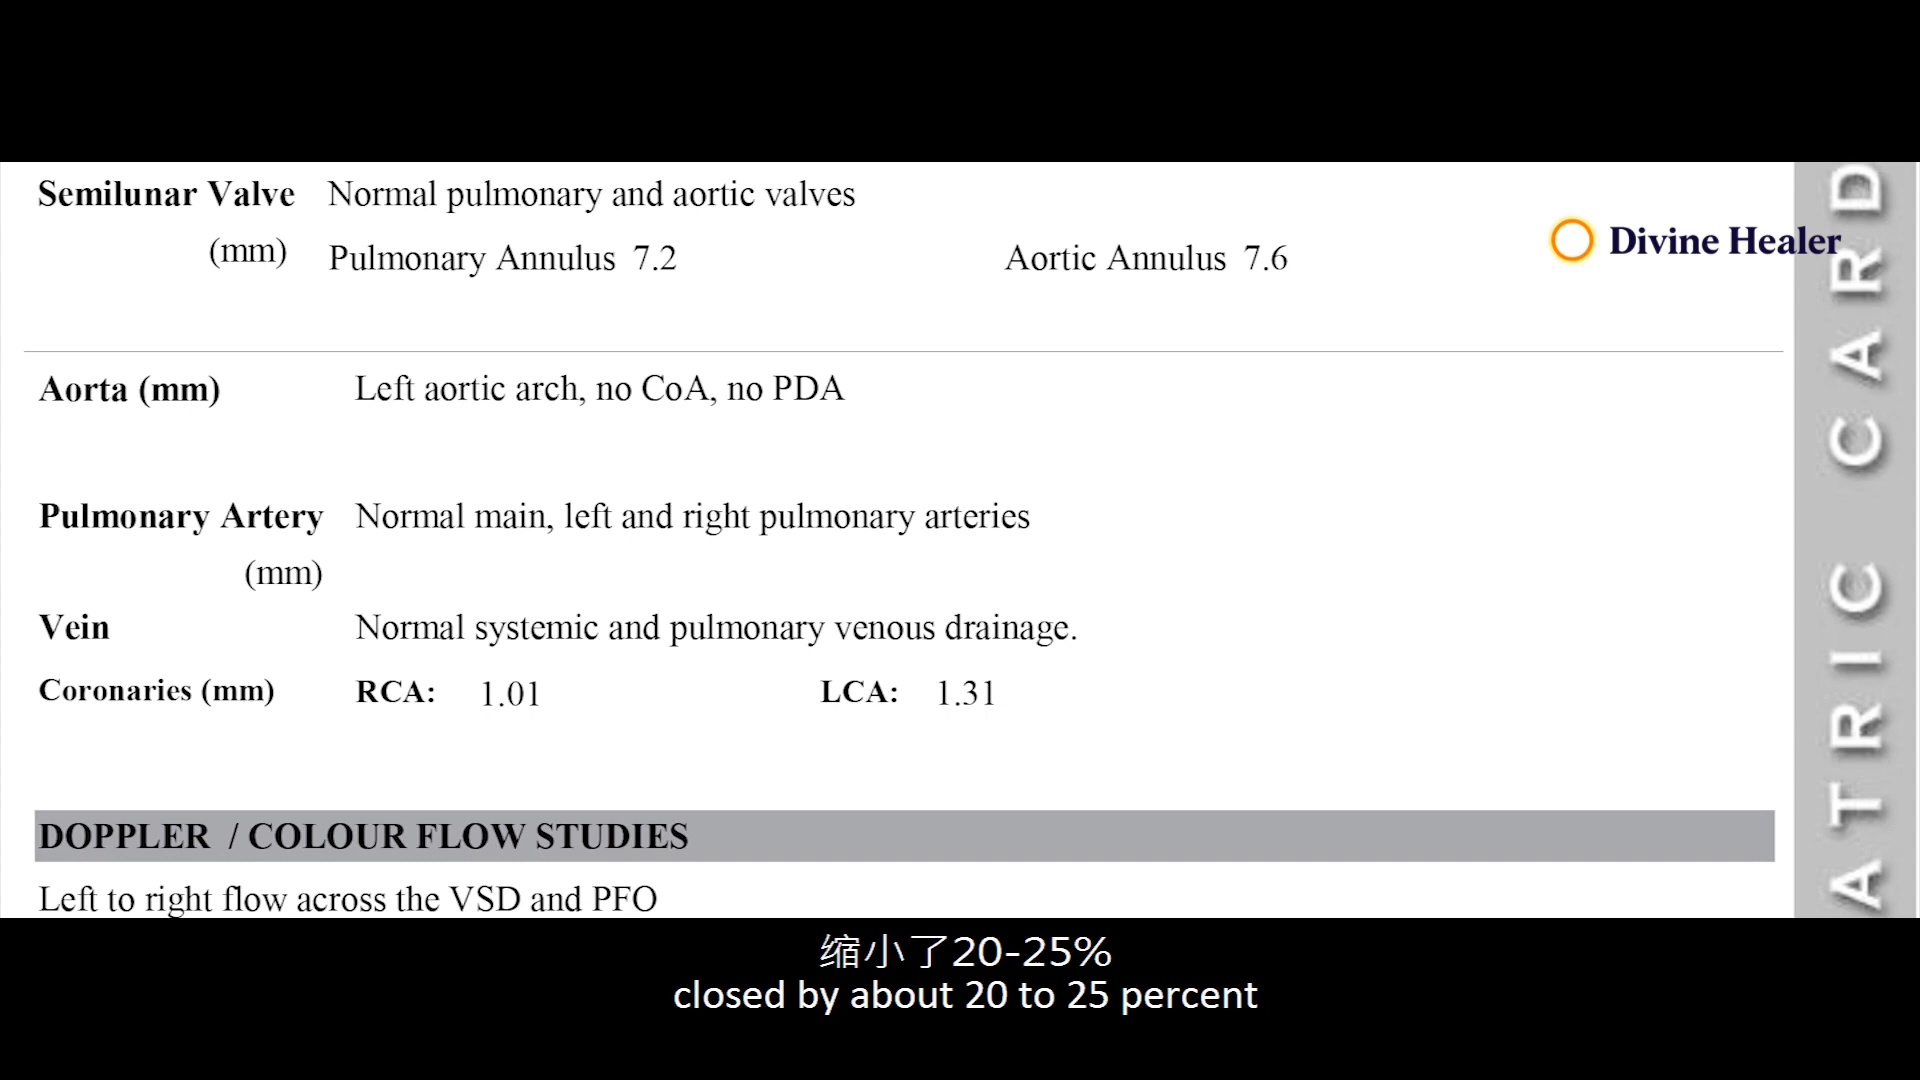 Semilunar Valve Normal pulmonary and aortic valves
(mm) Pulmonary Annulus 7.2 Aortic Annulus 7.6
Divine Healer
Aorta (mm) Left aortic arch, no CoA, no PDA
Pulmonary Artery Normal main, left and right pulmonary arteries
(mm)
Vein Normal systemic and pulmonary venous drainage.
Coronaries (mm) RCA: 1.01 LCA: 1.31
DOPPLER / COLOUR FLOW STUDIES
Left to right flow across the VSD and PFO
ATRIC CARD
缩小了20-25%
closed by about 20 to 25 percent